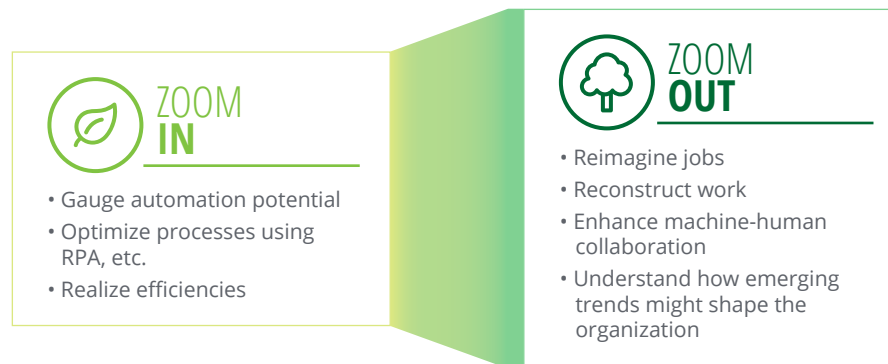 ZOOM
IN
• Gauge automation potential
• Optimize processes using
RPA, etc.
• Realize efficiencies
ZOOM
OUT
• Reimagine jobs
• Reconstruct work
• Enhance machine-human
collaboration
• Understand how emerging
trends might shape the
organization